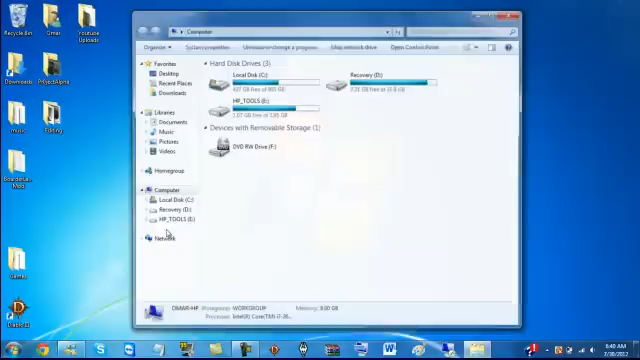 Computer
Organize
System properties
Uninstall or change a program
Map network drive
Open Control Panel
Recycle Bin
Omar
Youtube
Uploads
Downloads
music
Editing
Mod
Games
Diablo III
Favorites
Desktop
Recent Places
Downloads
Libraries
Documents
Music
Pictures
Videos
Homegroup
Computer
Local Disk (C:)
Recovery (D:)
HP_TOOLS (E:)
Network
Hard Disk Drives (3)
Local Disk (C:)
Recovery (D:)
HP_TOOLS (E:)
Devices with Removable Storage (1)
DVD RW Drive (F:)
OMAR-HP
Workgroup: WORKGROUP
Memory: 8.00 GB
Processor: Intel(R) Core(TM) i7-26...
8:40 AM
7/30/2012